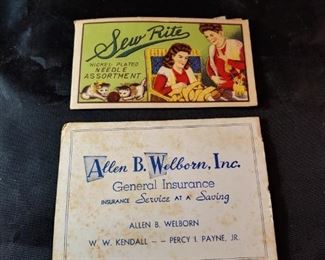 Sew Rite
NICKEL PLATED
NEEDLE
ASSORTMENT
Allen B. Welborn, Inc.
General Insurance
INSURANCE Service AT A Saving
ALLEN B. WELBORN
W. W. KENDALL -- PERCY I. PAYNE, JR.